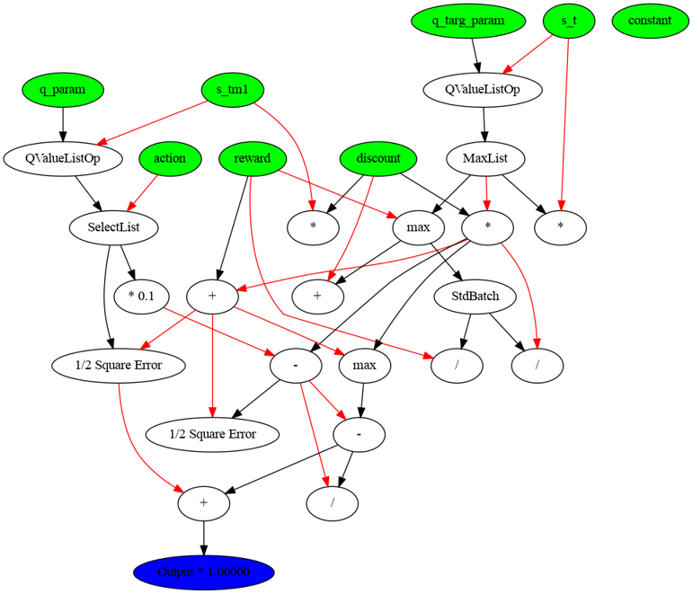 q_targ_param
s_t
constant
q_param
s_tm1
QValueListOp
QValueListOp
action
reward
discount
MaxList
SelectList
*
max
*
*
* 0.1
+
+
StdBatch
1/2 Square Error
-
max
/
/
1/2 Square Error
-
+
/
Output * 1.00000